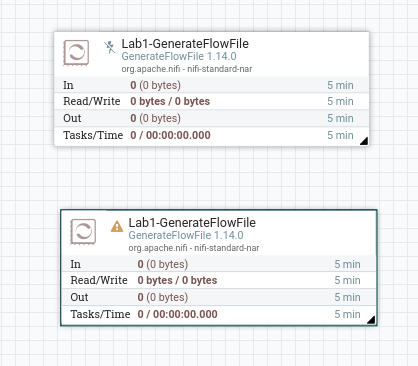 Lab1-GenerateFlowFile
GenerateFlowFile 1.14.0
org.apache.nifi - nifi-standard-nar
In 0 (0 bytes) 5 min
Read/Write 0 bytes / 0 bytes 5 min
Out 0 (0 bytes) 5 min
Tasks/Time 0 / 00:00:00.000 5 min
Lab1-GenerateFlowFile
GenerateFlowFile 1.14.0
org.apache.nifi - nifi-standard-nar
In 0 (0 bytes) 5 min
Read/Write 0 bytes / 0 bytes 5 min
Out 0 (0 bytes) 5 min
Tasks/Time 0 / 00:00:00.000 5 min